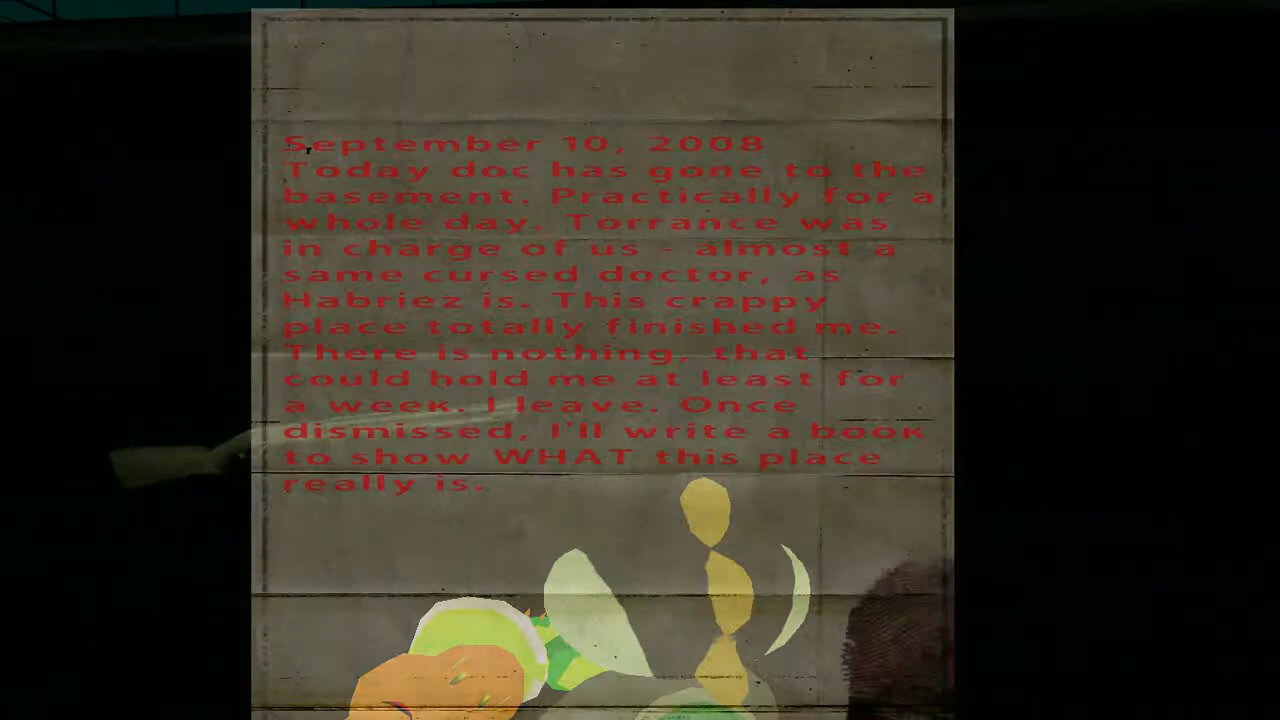 September 10, 2008
Today doc has gone to the
basement. Practically for a
whole day. Torrance was
in charge of us - almost a
same cursed doctor, as
Habriez is. This crappy
place totally finished me.
There is nothing, that
could hold me at least for
a week. I leave. Once
dismissed, I'll write a book
to show WHAT this place
really is.